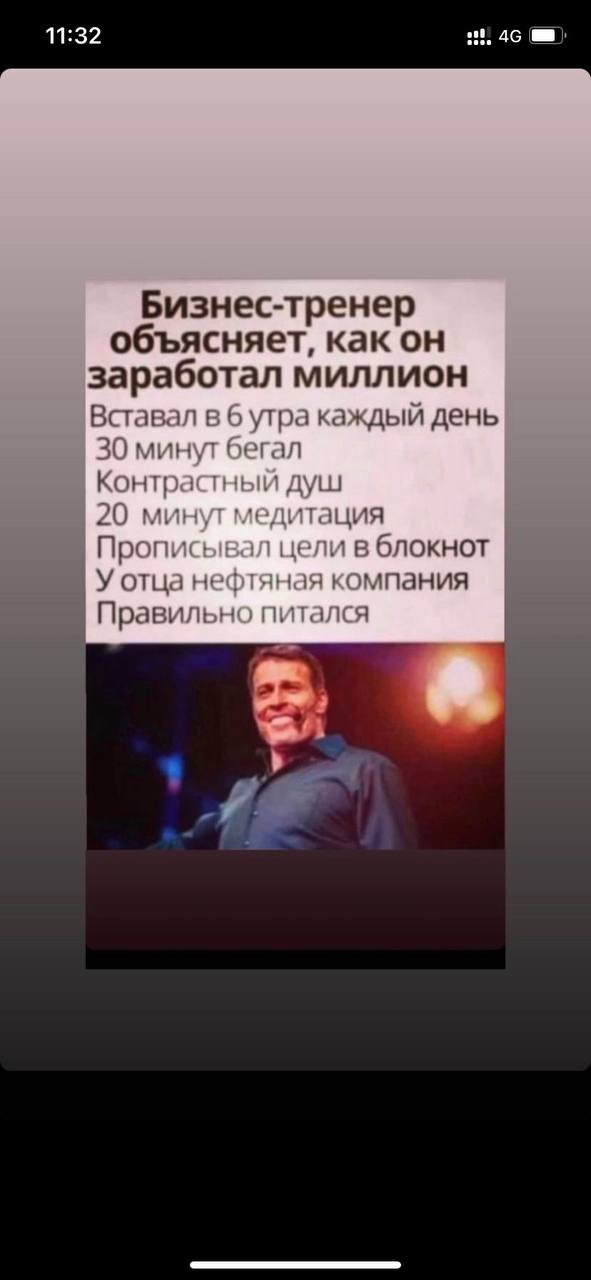 11:32
4G
Бизнес-тренер
объясняет, как он
заработал миллион
Вставал в 6 утра каждый день
30 минут бегал
Контрастный душ
20 минут медитация
Прописывал цели в блокнот
У отца нефтяная компания
Правильно питался